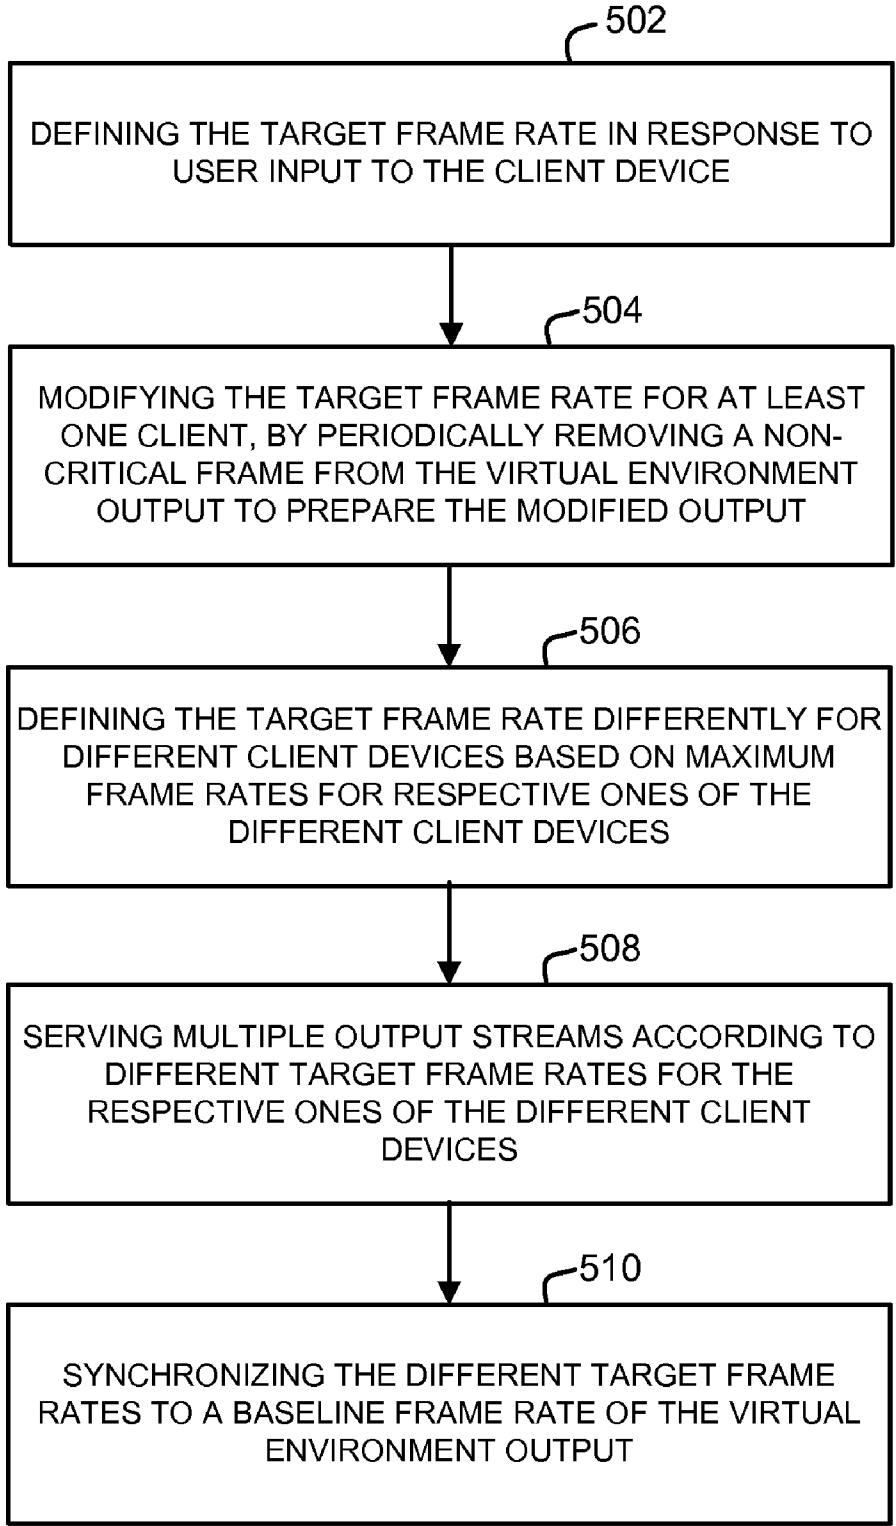 502
DEFINING THE TARGET FRAME RATE IN RESPONSE TO
USER INPUT TO THE CLIENT DEVICE
504
MODIFYING THE TARGET FRAME RATE FOR AT LEAST
ONE CLIENT, BY PERIODICALLY REMOVING A NON-
CRITICAL FRAME FROM THE VIRTUAL ENVIRONMENT
OUTPUT TO PREPARE THE MODIFIED OUTPUT
506
DEFINING THE TARGET FRAME RATE DIFFERENTLY FOR
DIFFERENT CLIENT DEVICES BASED ON MAXIMUM
FRAME RATES FOR RESPECTIVE ONES OF THE
DIFFERENT CLIENT DEVICES
508
SERVING MULTIPLE OUTPUT STREAMS ACCORDING TO
DIFFERENT TARGET FRAME RATES FOR THE
RESPECTIVE ONES OF THE DIFFERENT CLIENT
DEVICES
510
SYNCHRONIZING THE DIFFERENT TARGET FRAME
RATES TO A BASELINE FRAME RATE OF THE VIRTUAL
ENVIRONMENT OUTPUT